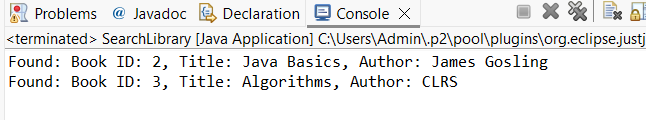 Problems @ Javadoc Declaration Console
<terminated> SearchLibrary [Java Application] C:\Users\Admin\.p2\pool\plugins\org.eclipse.justj
Found: Book ID: 2, Title: Java Basics, Author: James Gosling
Found: Book ID: 3, Title: Algorithms, Author: CLRS